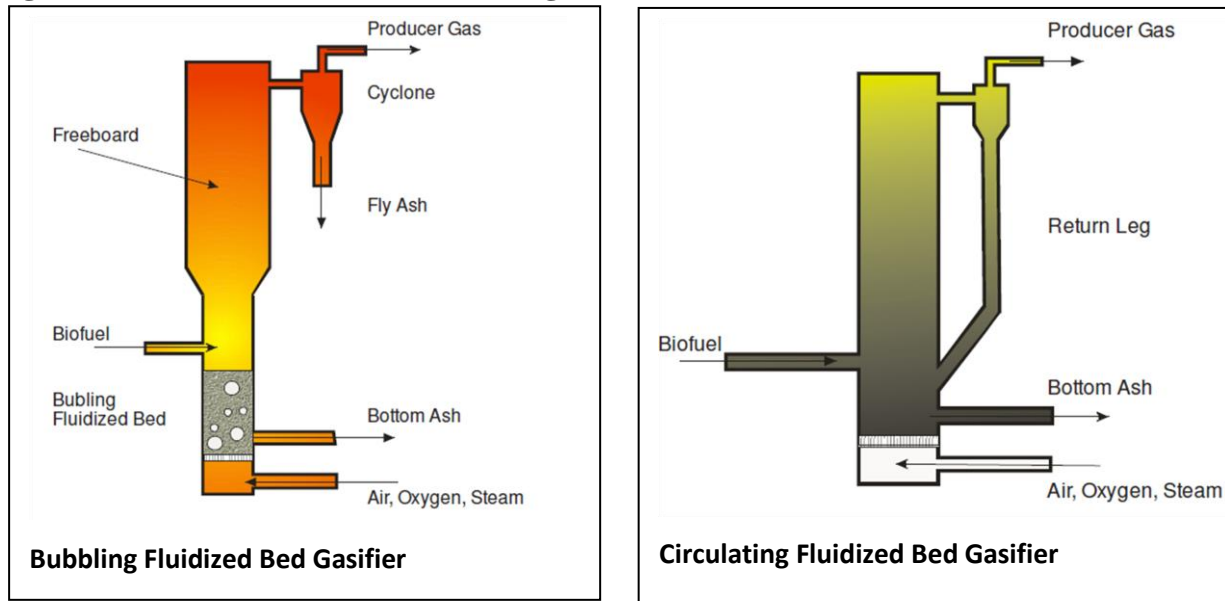 Producer Gas
Cyclone
Freeboard
Fly Ash
Biofuel
Bubling
Fluidized Bed
Bottom Ash
Air, Oxygen, Steam
Bubbling Fluidized Bed Gasifier
Producer Gas
Return Leg
Biofuel
Bottom Ash
Air, Oxygen, Steam
Circulating Fluidized Bed Gasifier